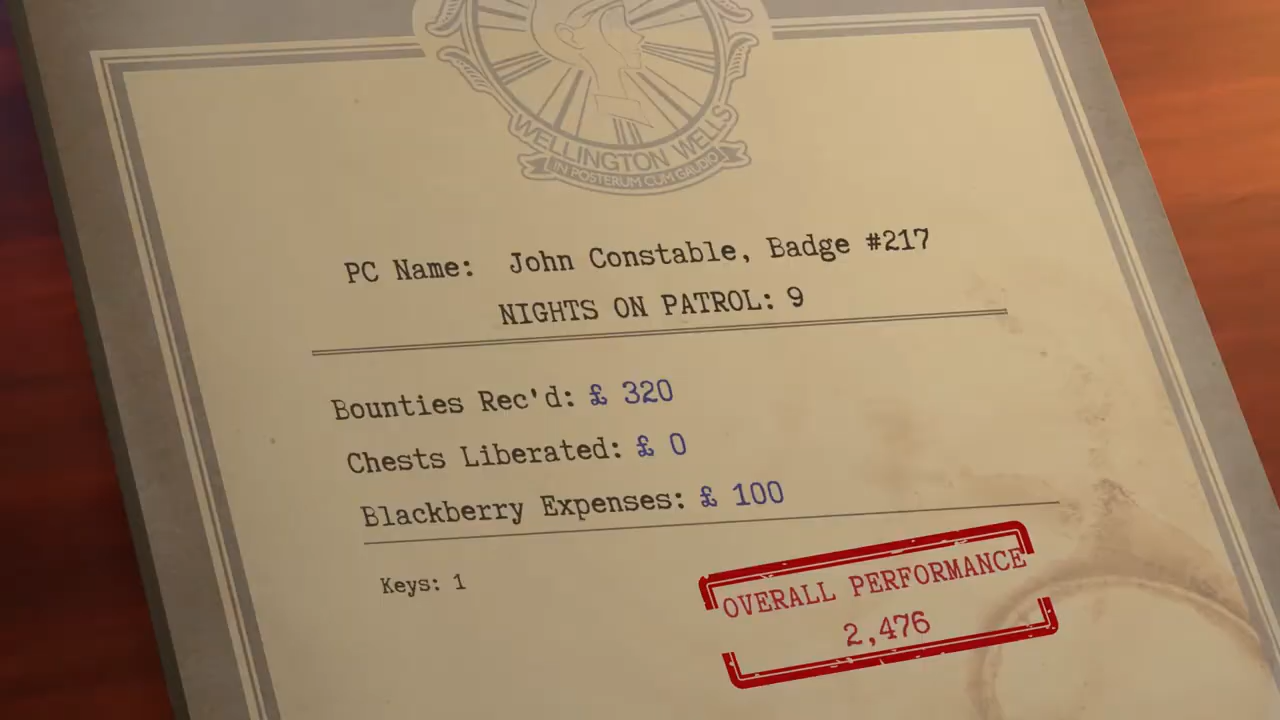 WELLINGTON WELLS
IN POSTERUM CUM GAUDIO
PC Name: John Constable, Badge #217
NIGHTS ON PATROL: 9
Bounties Rec'd: £ 320
Chests Liberated: £ 0
Blackberry Expenses: £ 100
Keys: 1
OVERALL PERFORMANCE
2,476